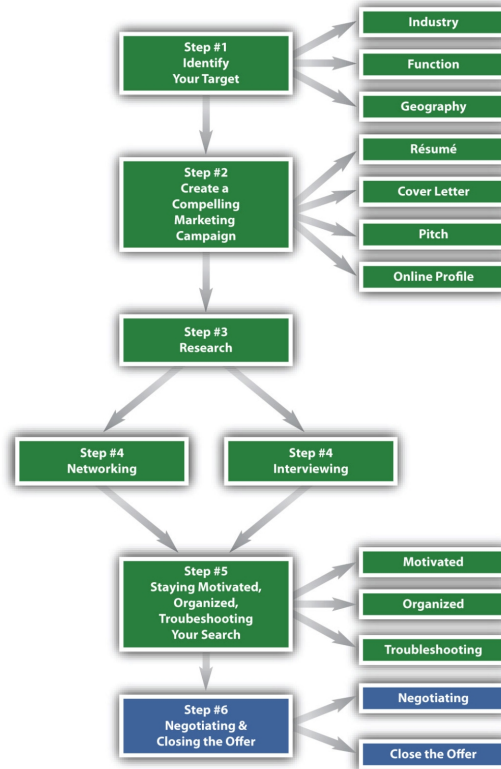 Step #1
Identify
Your Target
Industry
Function
Geography
Step #2
Create a
Compelling
Marketing
Campaign
Résumé
Cover Letter
Pitch
Online Profile
Step #3
Research
Step #4
Networking
Step #4
Interviewing
Step #5
Staying Motivated,
Organized,
Troubeshooting
Your Search
Motivated
Organized
Troubleshooting
Step #6
Negotiating &
Closing the Offer
Negotiating
Close the Offer